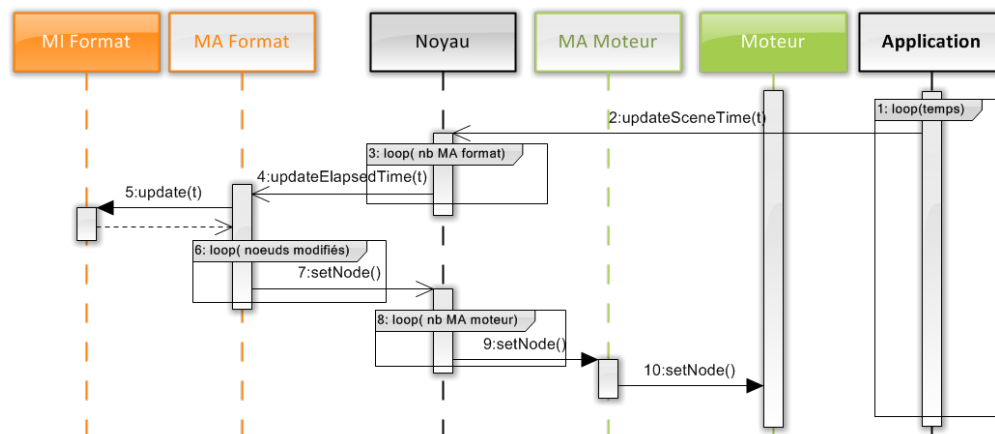 MI Format
MA Format
Noyau
MA Moteur
Moteur
Application
1: loop(temps)
2:updateSceneTime(t)
3: loop( nb MA format)
4:updateElapsedTime(t)
5:update(t)
6: loop( noeuds modifiés)
7:setNode()
8: loop( nb MA moteur)
9:setNode()
10:setNode()